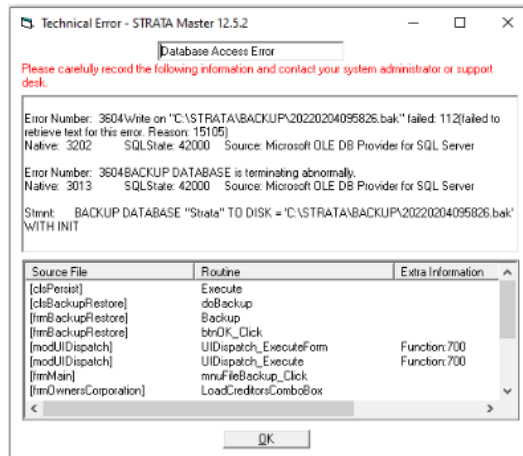 Technical Error - STRATA Master 12.5.2
Database Access Error
Please carefully record the following information and contact your system administrator or support
desk.
Error Number: 3604Write on "C:\STRATA\BACKUP\20220204095826.bak" failed: 112(failed to
retrieve text for this error. Reason: 15105)
Native: 3202 SQLState: 42000 Source: Microsoft OLE DB Provider for SQL Server
Error Number: 3604BACKUP DATABASE is terminating abnormally.
Native: 3013 SQLState: 42000 Source: Microsoft OLE DB Provider for SQL Server
Stmnt: BACKUP DATABASE "Strata" TO DISK = 'C:\STRATA\BACKUP\20220204095826.bak'
WITH INIT
Source File Routine Extra Information
[clsPersist] Execute
[clsBackupRestore] doBackup
[frmBackupRestore] Backup
[frmBackupRestore] btnOK_Click
[modUIDispatch] UIDispatch_ExecuteForm Function:700
[modUIDispatch] UIDispatch_Execute Function:700
[frmMain] mnuFileBackup_Click
[frmOwnersCorporation] LoadCreditorsComboBox
OK